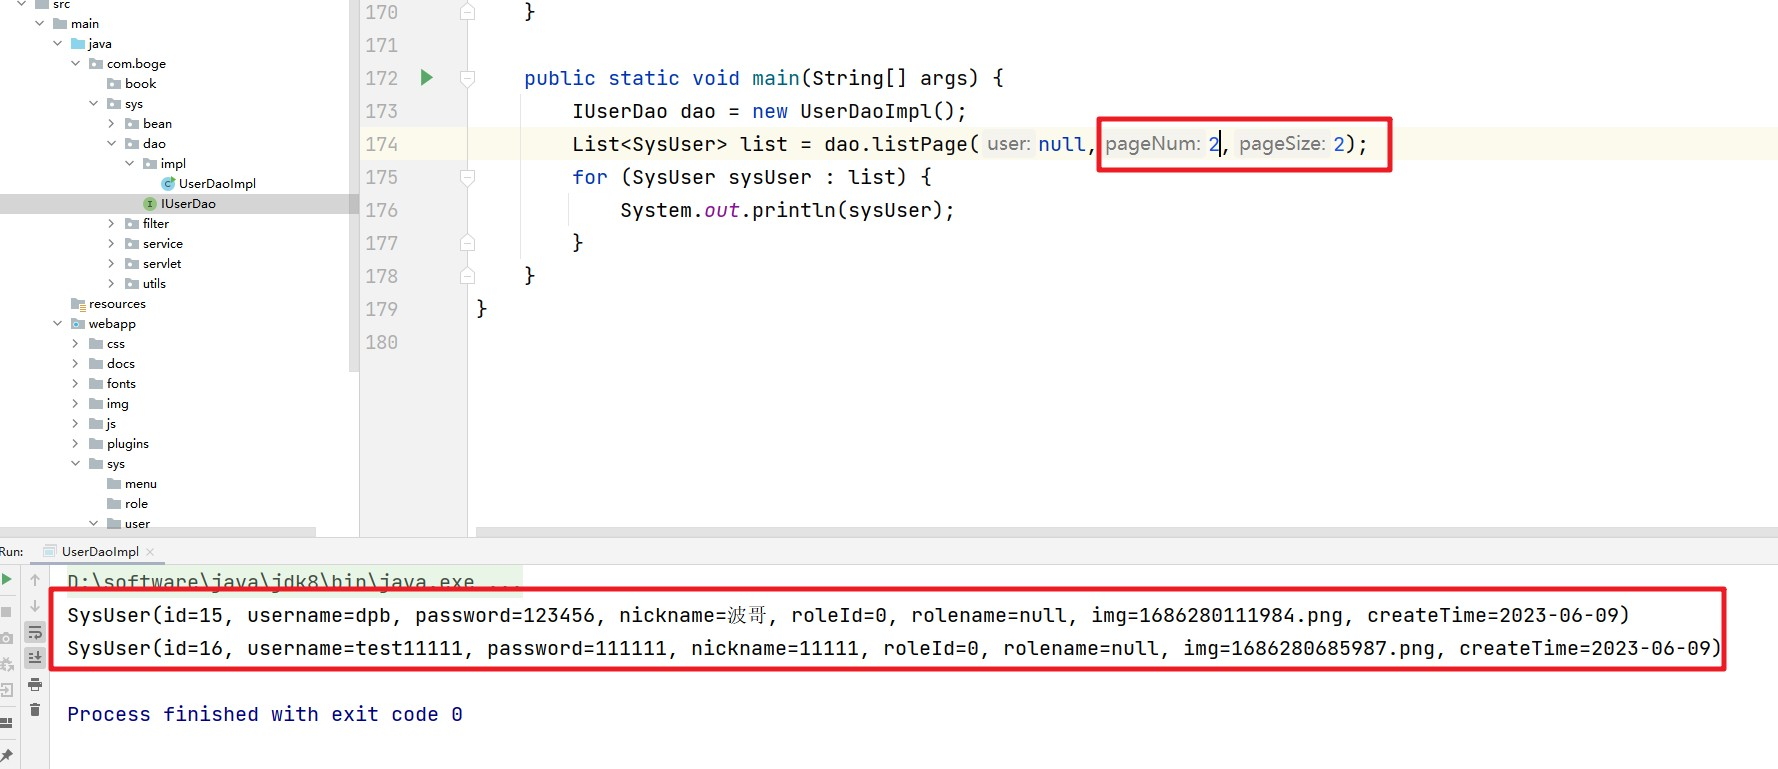 src
main
java
com.boge
book
sys
bean
dao
impl
UserDaoImpl
IUserDao
filter
service
servlet
utils
resources
webapp
css
docs
fonts
img
js
plugins
sys
menu
role
user
170 }
171
172 public static void main(String[] args) {
173 IUserDao dao = new UserDaoImpl();
174 List<SysUser> list = dao.listPage( user: null, pageNum: 2, pageSize: 2);
175 for (SysUser sysUser : list) {
176 System.out.println(sysUser);
177 }
178 }
179 }
180
Run: UserDaoImpl
D:\software\java\jdk8\bin\java.exe ...
SysUser(id=15, username=dpb, password=123456, nickname=波哥, roleId=0, rolename=null, img=1686280111984.png, createTime=2023-06-09)
SysUser(id=16, username=test11111, password=111111, nickname=11111, roleId=0, rolename=null, img=1686280685987.png, createTime=2023-06-09)
Process finished with exit code 0